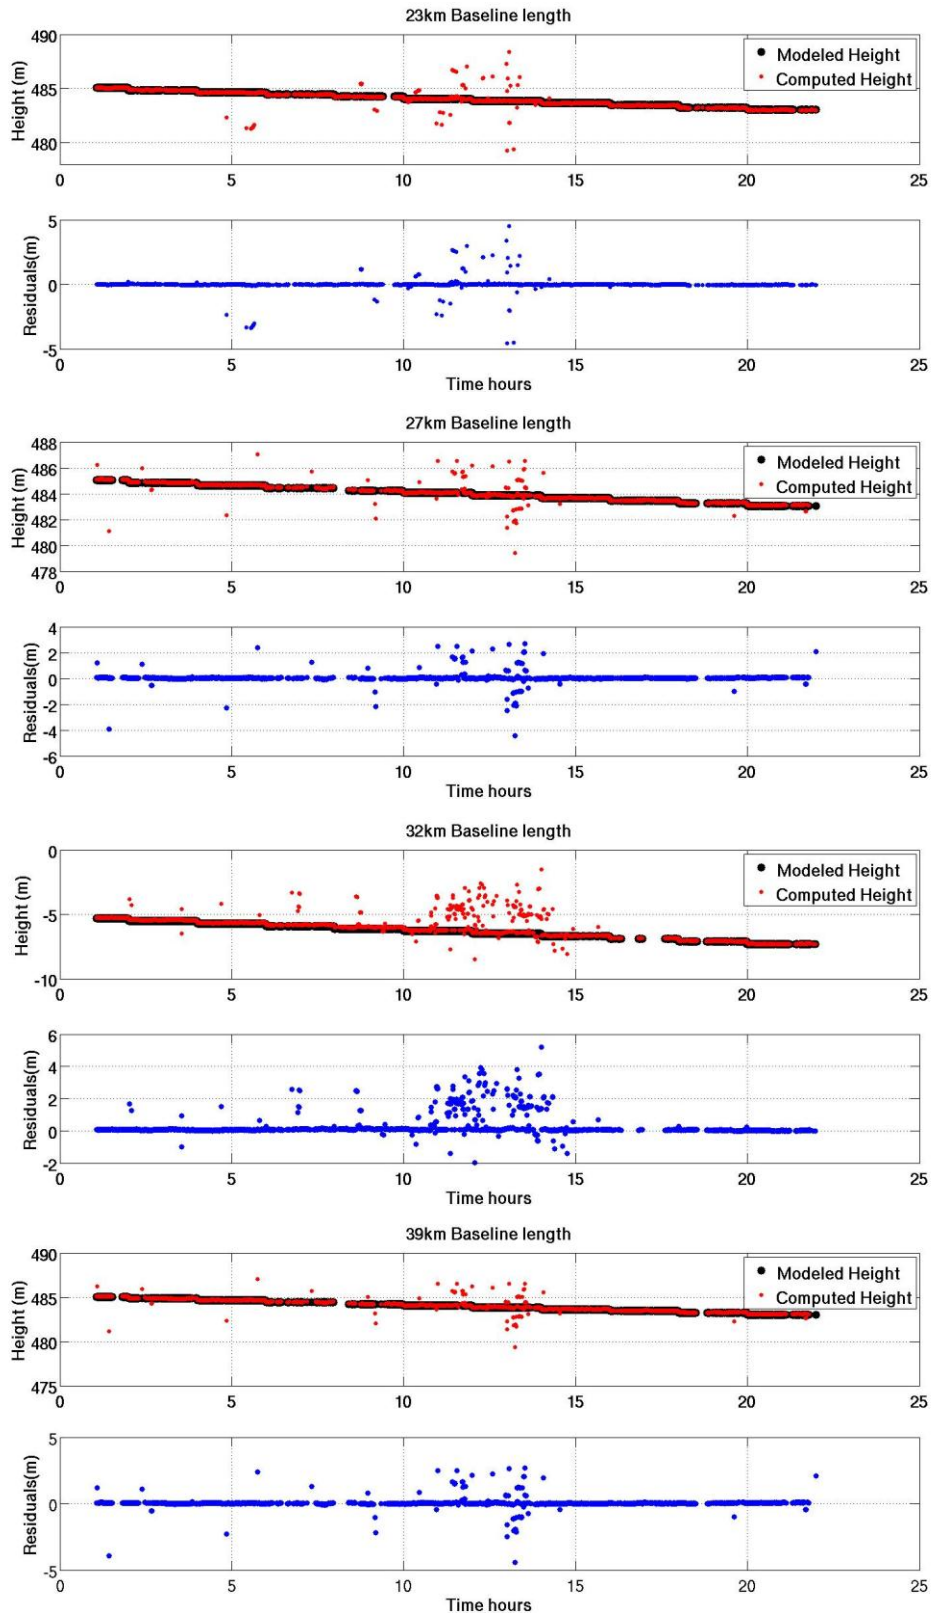 23km Baseline length
490
485
480
Height (m)
Modeled Height
Computed Height
0 5 10 15 20 25
5
0
-5
Residuals(m)
0 5 10 15 20 25
Time hours
27km Baseline length
488
486
484
482
480
478
Height (m)
Modeled Height
Computed Height
0 5 10 15 20 25
4
2
0
-2
-4
-6
Residuals(m)
0 5 10 15 20 25
Time hours
32km Baseline length
0
-5
-10
Height (m)
Modeled Height
Computed Height
0 5 10 15 20 25
6
4
2
0
-2
Residuals(m)
0 5 10 15 20 25
Time hours
39km Baseline length
490
485
480
475
Height (m)
Modeled Height
Computed Height
0 5 10 15 20 25
5
0
-5
Residuals(m)
0 5 10 15 20 25
Time hours